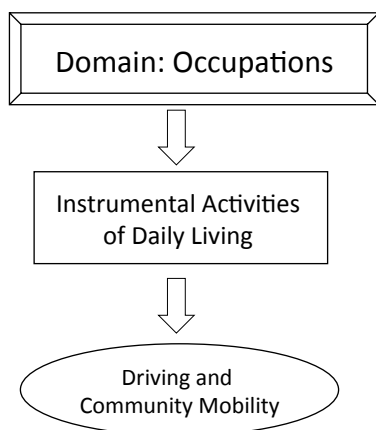 Domain: Occupations
Instrumental Activities
of Daily Living
Driving and
Community Mobility